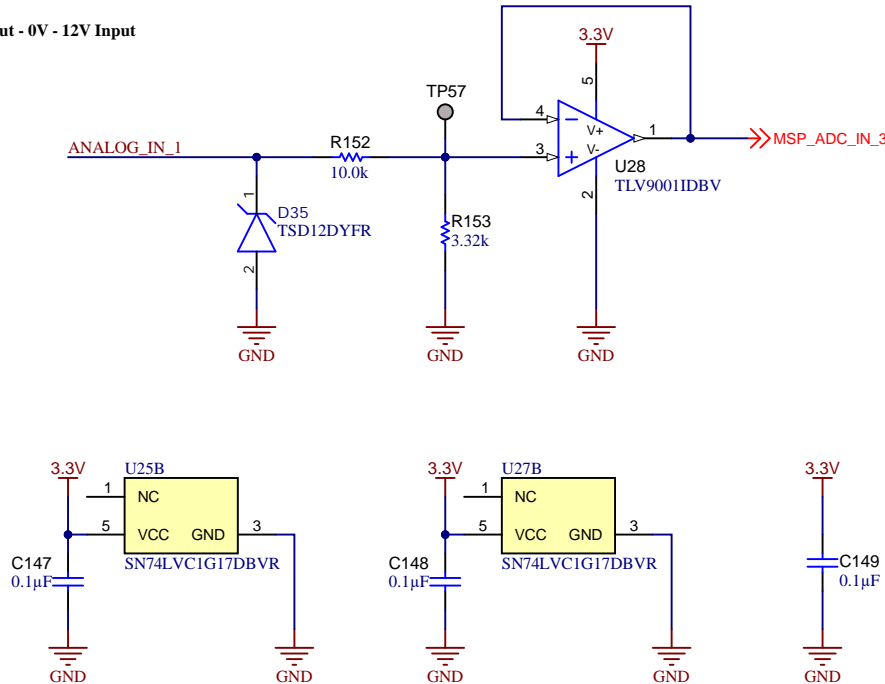 ut - 0V - 12V Input
3.3V
TP57
5
4
V+
1
R152
ANALOG_IN_1
MSP_ADC_IN_3
3
V-
10.0k
U28
TLV9001IDBV
1
2
D35
R153
TSD12DYFR
3.32k
2
GND
GND
GND
3.3V
U25B
3.3V
U27B
3.3V
1
NC
1
NC
5
VCC
GND
3
5
VCC
GND
3
C147
SN74LVC1G17DBVR
C148
SN74LVC1G17DBVR
C149
0.1µF
0.1µF
0.1µF
GND
GND
GND
GND
GND